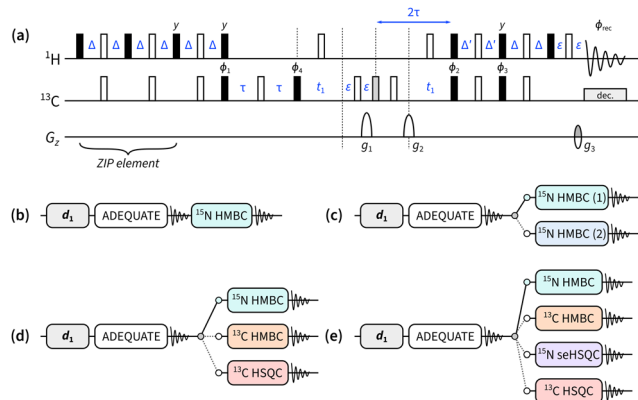 2τ
(a)
y y y ϕrec
¹H Δ Δ Δ Δ Δ Δ Δ' Δ' Δ Δ ε ε
ϕ₁ ϕ₄ ϕ₂ ϕ₃
¹³C τ τ t₁ ε ε t₁ dec.
Gz g₁ g₂ g₃
ZIP element
(b) d₁ ADEQUATE ¹⁵N HMBC
(c) d₁ ADEQUATE ¹⁵N HMBC (1)
¹⁵N HMBC (2)
(d) d₁ ADEQUATE ¹⁵N HMBC
¹³C HMBC
¹³C HSQC
(e) d₁ ADEQUATE ¹⁵N HMBC
¹³C HMBC
¹⁵N seHSQC
¹³C HSQC